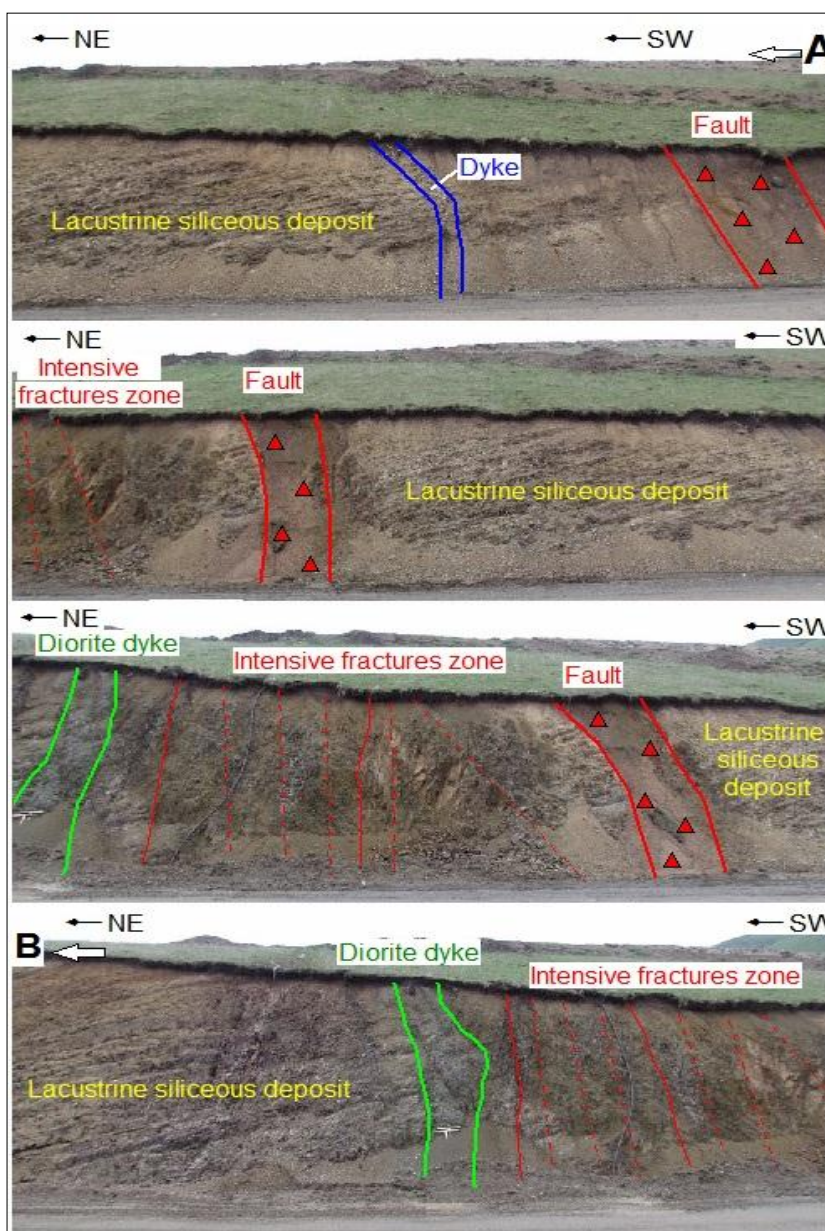 NE SW A
Fault
Dyke
Lacustrine siliceous deposit
NE SW
Intensive
fractures zone
Fault
Lacustrine siliceous deposit
NE SW
Diorite dyke
Intensive fractures zone
Fault
Lacustrine
siliceous
deposit
NE SW
B
Diorite dyke
Intensive fractures zone
Lacustrine siliceous deposit